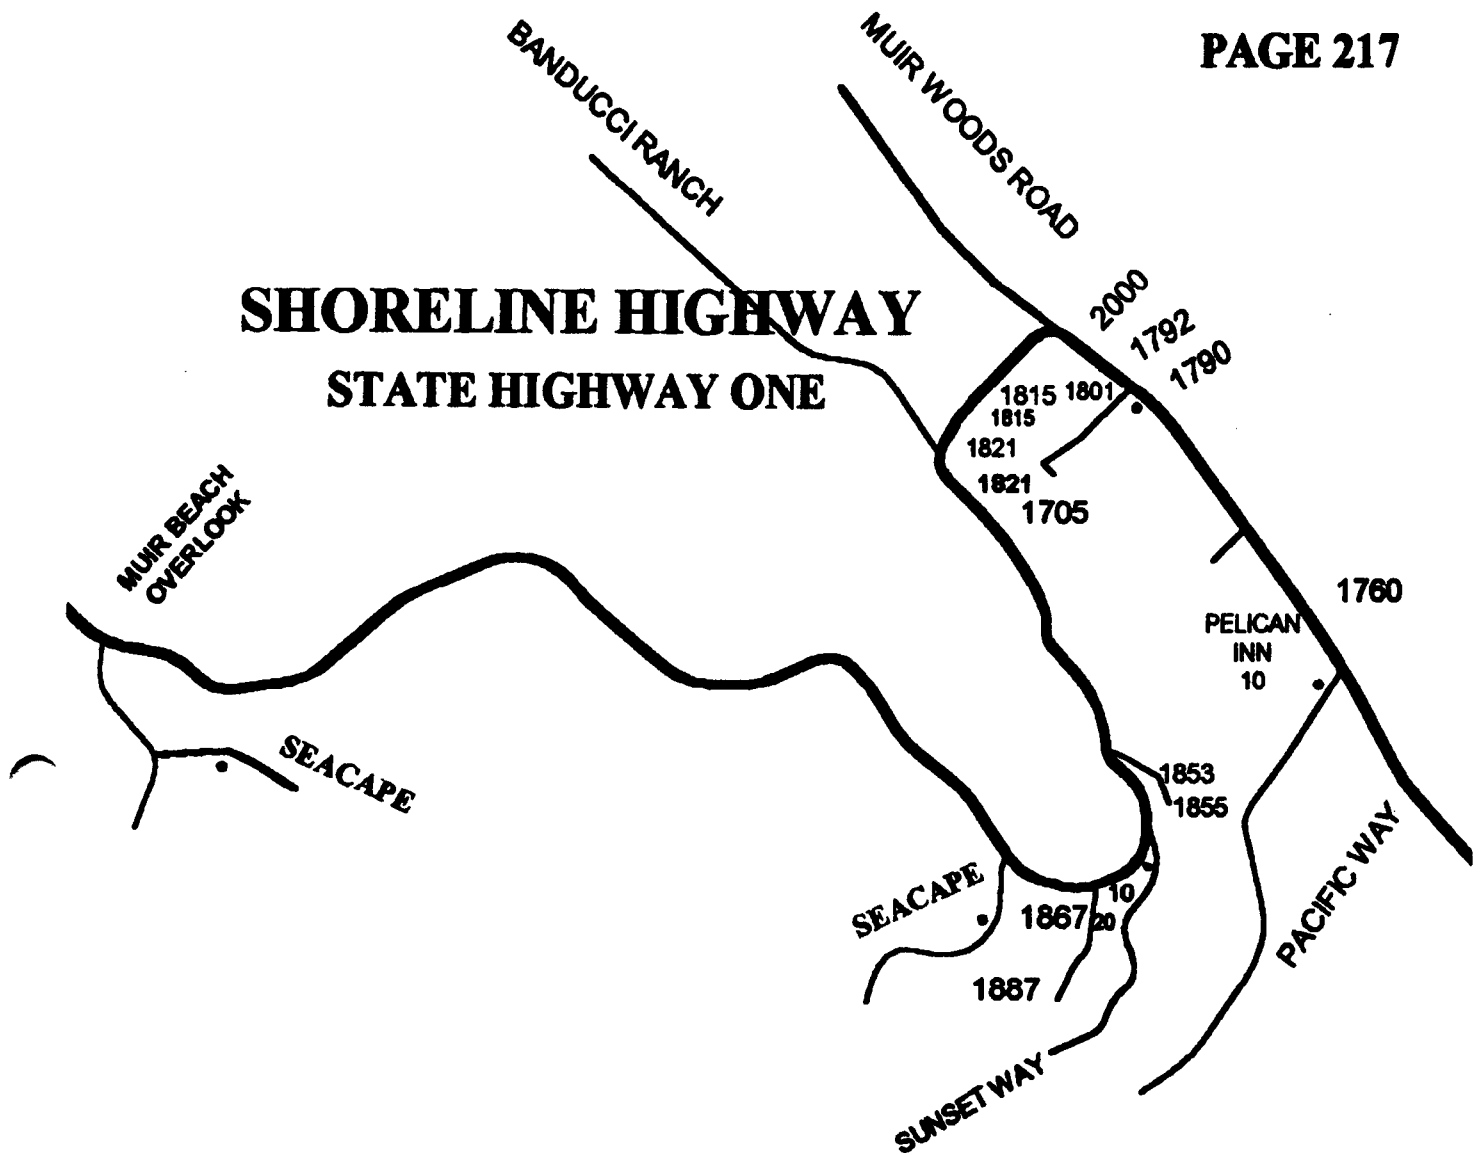 PAGE 217
MUIR WOODS ROAD
BANDUCCI RANCH
SHORELINE HIGHWAY
STATE HIGHWAY ONE
2000
1792
1790
1815 1801
1815
1821
1821
1705
MUIR BEACH
OVERLOOK
1760
PELICAN
INN
10
SEACAPE
1853
1855
PACIFIC WAY
SEACAPE
10
1867
20
1887
SUNSET WAY